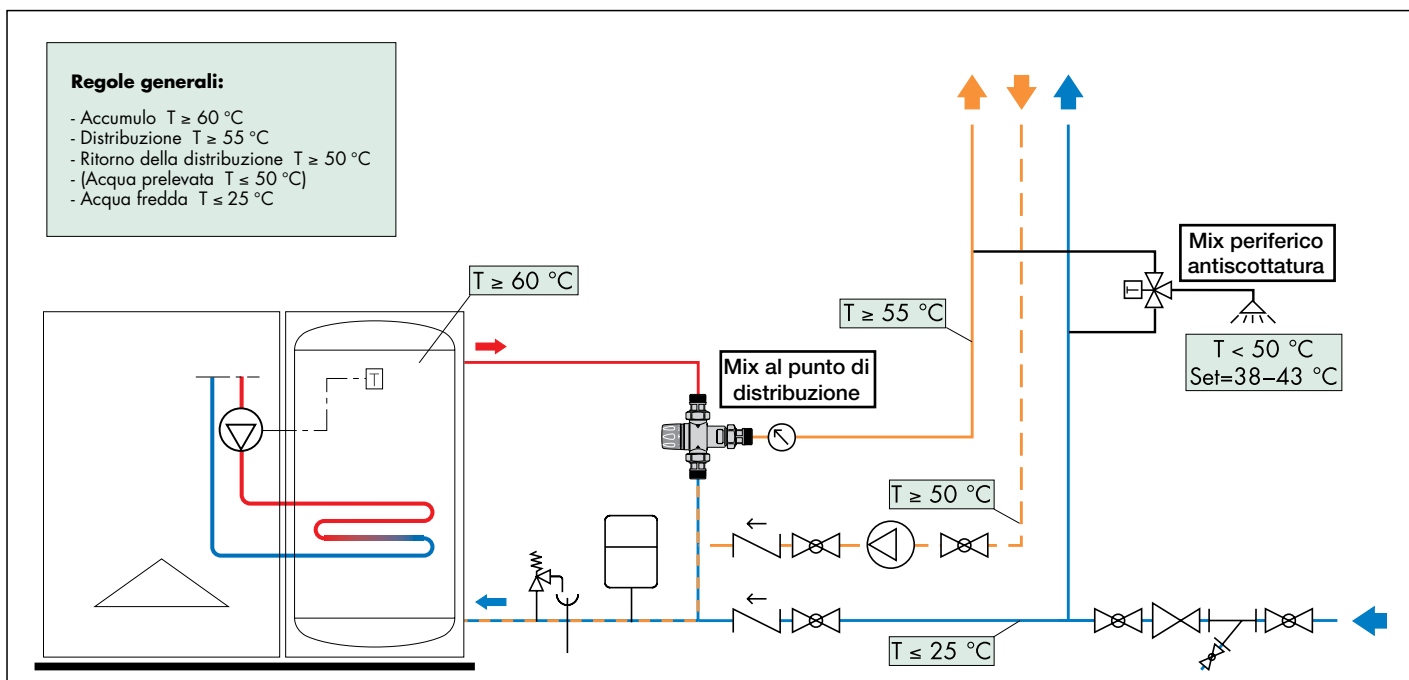 Regole generali:
- Accumulo T ≥ 60 °C
- Distribuzione T ≥ 55 °C
- Ritorno della distribuzione T ≥ 50 °C
- (Acqua prelevata T ≤ 50 °C)
- Acqua fredda T ≤ 25 °C
Mix periferico
antiscottatura
T ≥ 60 °C
T
T ≥ 55 °C
T < 50 °C
Set=38–43 °C
Mix al punto di
distribuzione
T
T ≥ 50 °C
T ≤ 25 °C